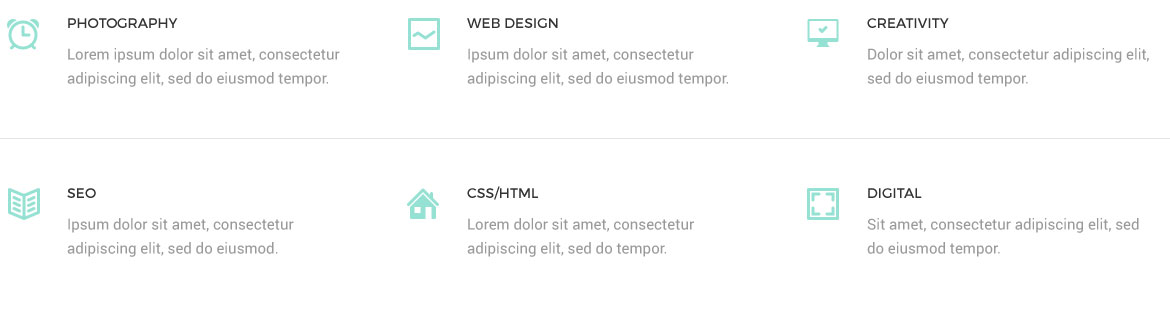 PHOTOGRAPHY
Lorem ipsum dolor sit amet, consectetur
adipiscing elit, sed do eiusmod tempor.
WEB DESIGN
Ipsum dolor sit amet, consectetur
adipiscing elit, sed do eiusmod tempor.
CREATIVITY
Dolor sit amet, consectetur adipiscing elit,
sed do eiusmod tempor.
SEO
Ipsum dolor sit amet, consectetur
adipiscing elit, sed do eiusmod.
CSS/HTML
Lorem dolor sit amet, consectetur
adipiscing elit, sed do tempor.
DIGITAL
Sit amet, consectetur adipiscing elit, sed
do eiusmod tempor.